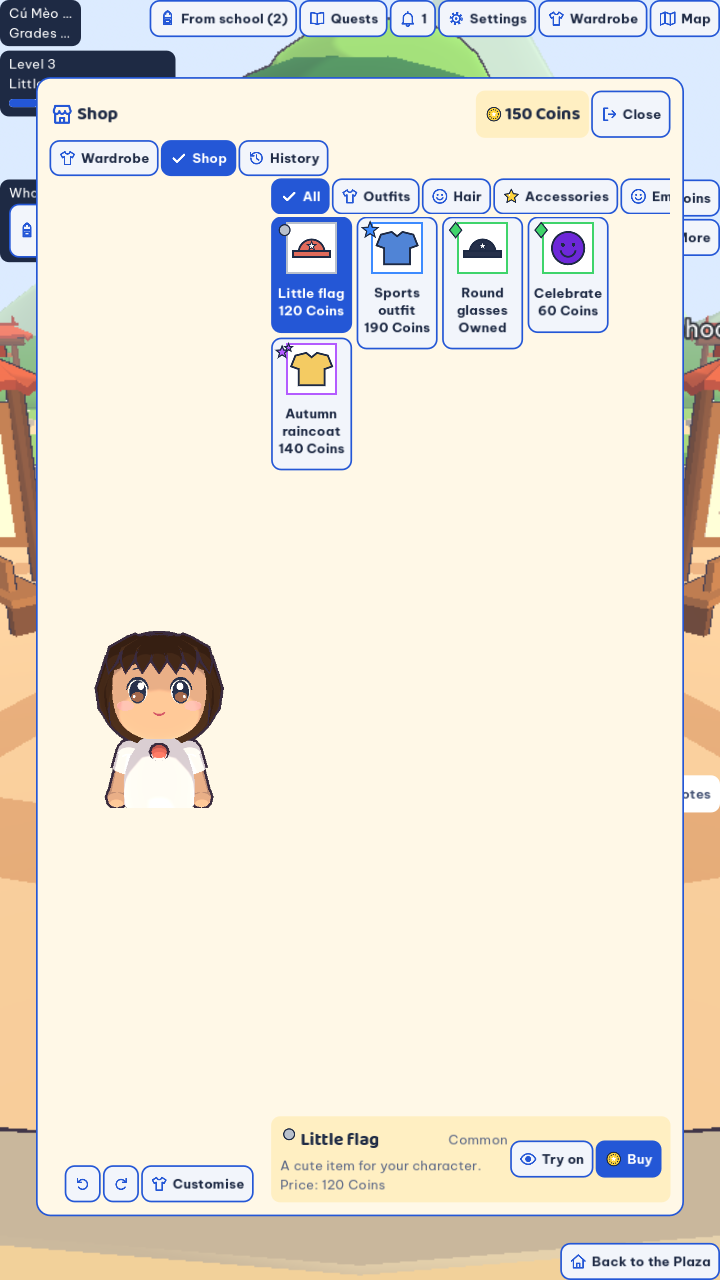 Cú Mèo ...
Grades ...
From school (2)
Quests
1
Settings
Wardrobe
Map
Level 3
Shop
150 Coins
Close
Wardrobe
Shop
History
All
Outfits
Hair
Accessories
Little flag
120 Coins
Sports
outfit
190 Coins
Round
glasses
Owned
Celebrate
60 Coins
Autumn
raincoat
140 Coins
Little flag
Common
A cute item for your character.
Price: 120 Coins
Try on
Buy
Customise
Back to the Plaza